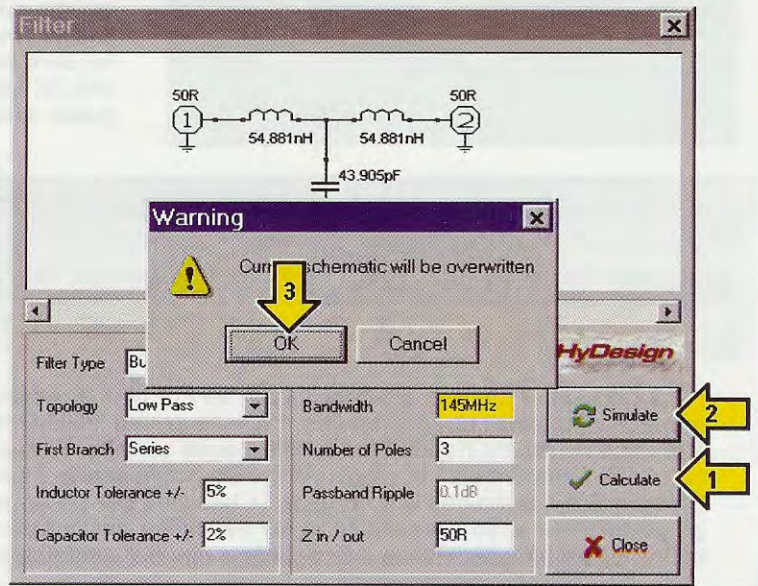 Filter
50R
50R
1
2
54.881nH
54.881nH
43.905pF
Warning
schematic will be overwritten
3
OK
Cancel
HyDesign
Filter Type
Topology
Low Pass
First Branch
Series
Inductor Tolerance +/-
5%
Capacitor Tolerance +/-
2%
Bandwidth
145MHz
Number of Poles
3
Passband Ripple
0.1dB
Z in / out
50R
Simulate
2
Calculate
1
Close